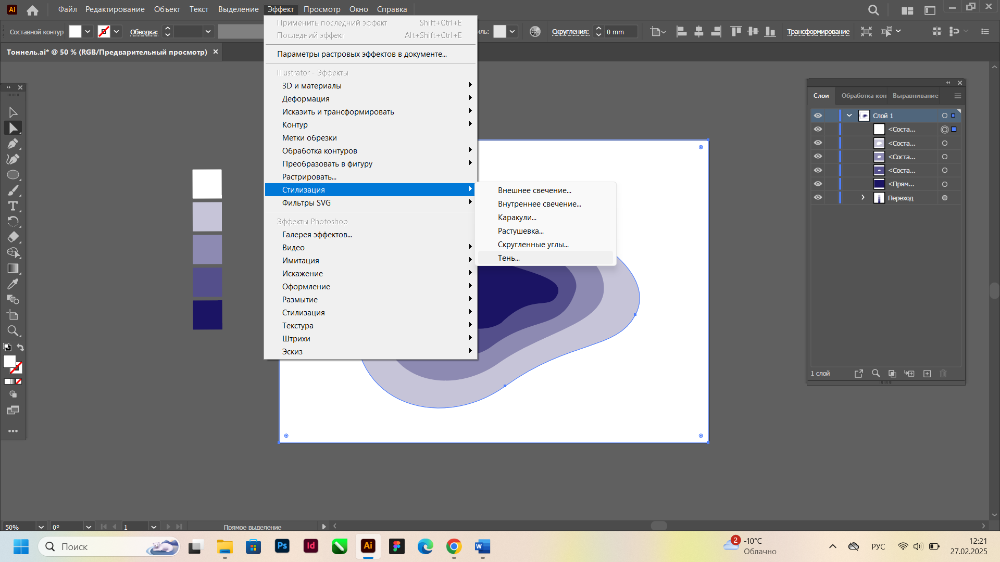 Файл Редактирование Объект Текст Выделение Эффект Просмотр Окно Справка
Составной контур Обводка: иль: Скругления: 0 mm Трансформирование
Тоннель.ai* @ 50 % (RGB/Предварительный просмотр)
Применить последний эффект Shift+Ctrl+E
Последний эффект Alt+Shift+Ctrl+E
Параметры растровых эффектов в документе...
Illustrator - Эффекты
3D и материалы
Деформация
Исказить и трансформировать
Контур
Метки обрезки
Обработка контуров
Преобразовать в фигуру
Растрировать...
Стилизация
Фильтры SVG
Эффекты Photoshop
Галерея эффектов...
Видео
Имитация
Искажение
Оформление
Размытие
Стилизация
Текстура
Штрихи
Эскиз
Внешнее свечение...
Внутреннее свечение...
Каракули...
Растушевка...
Скругленные углы...
Тень...
Слои Обработка кон Выравнивание
Слой 1
<Соста...
<Соста...
<Соста...
<Соста...
<Прям...
Переход
1 слой
50% 0° 1 Прямое выделение
Поиск
Ps Id Ai W
2 -10°C
Облачно
РУС
12:21
27.02.2025